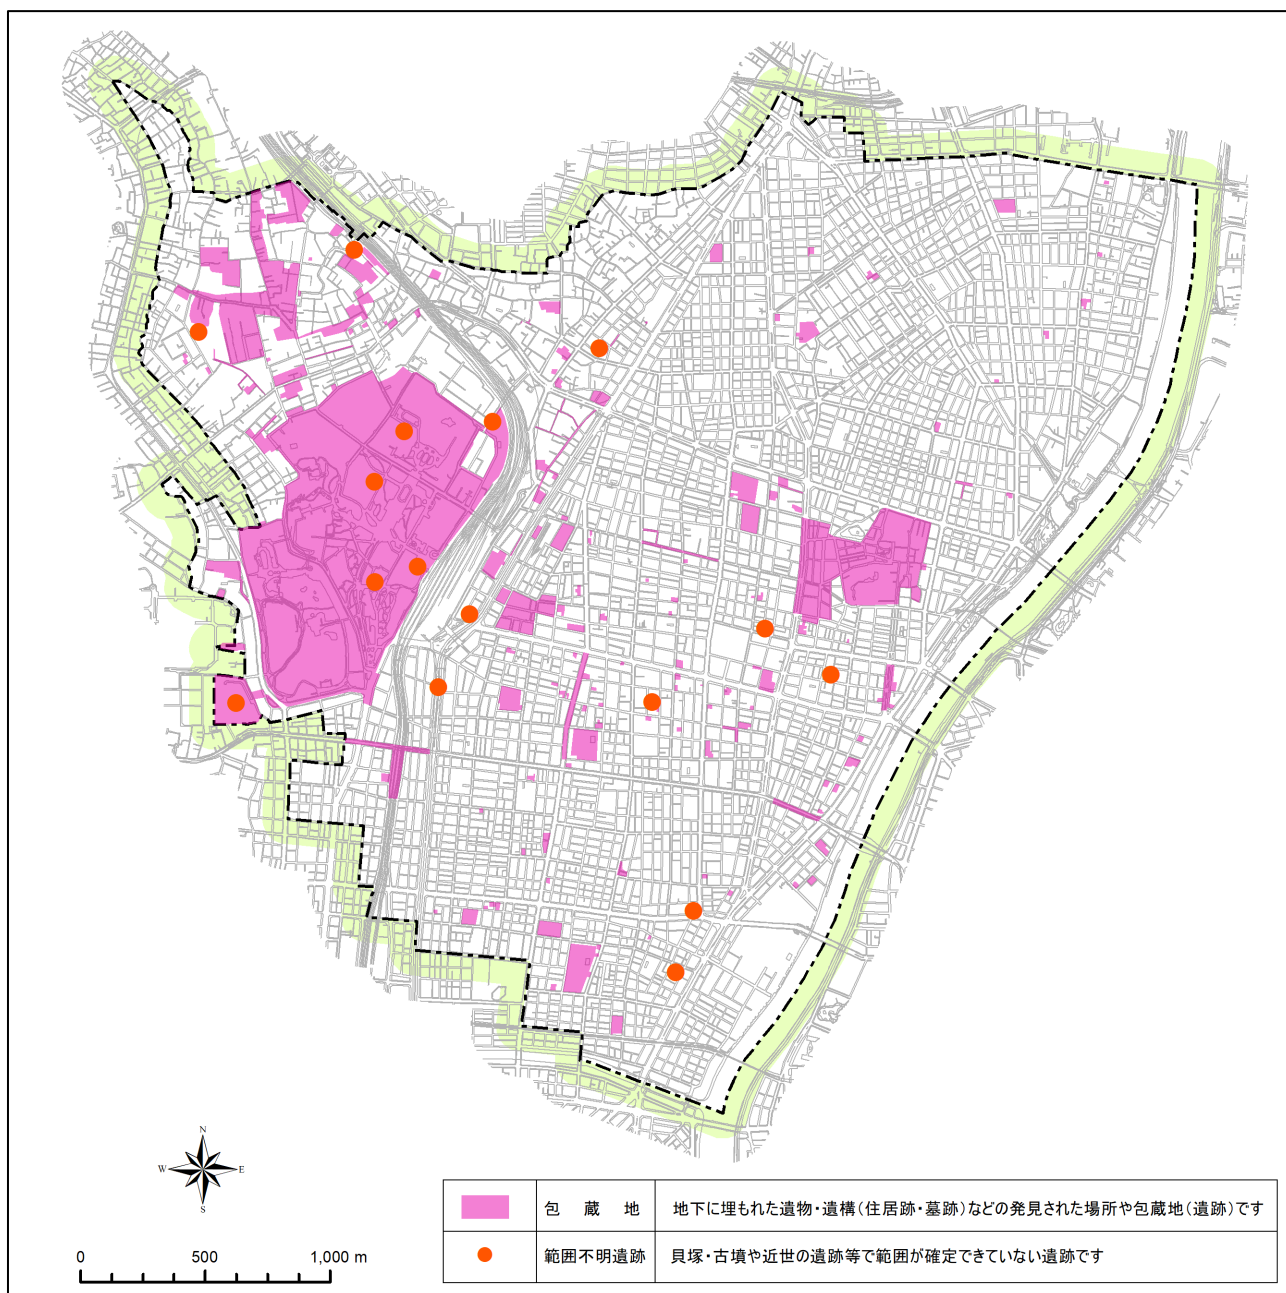 N
W E
S
0 500 1,000 m
包 蔵 地 地下に埋もれた遺物・遺構(住居跡・墓跡)などの発見された場所や包蔵地(遺跡)です
範囲不明遺跡 貝塚・古墳や近世の遺跡等で範囲が確定できていない遺跡です